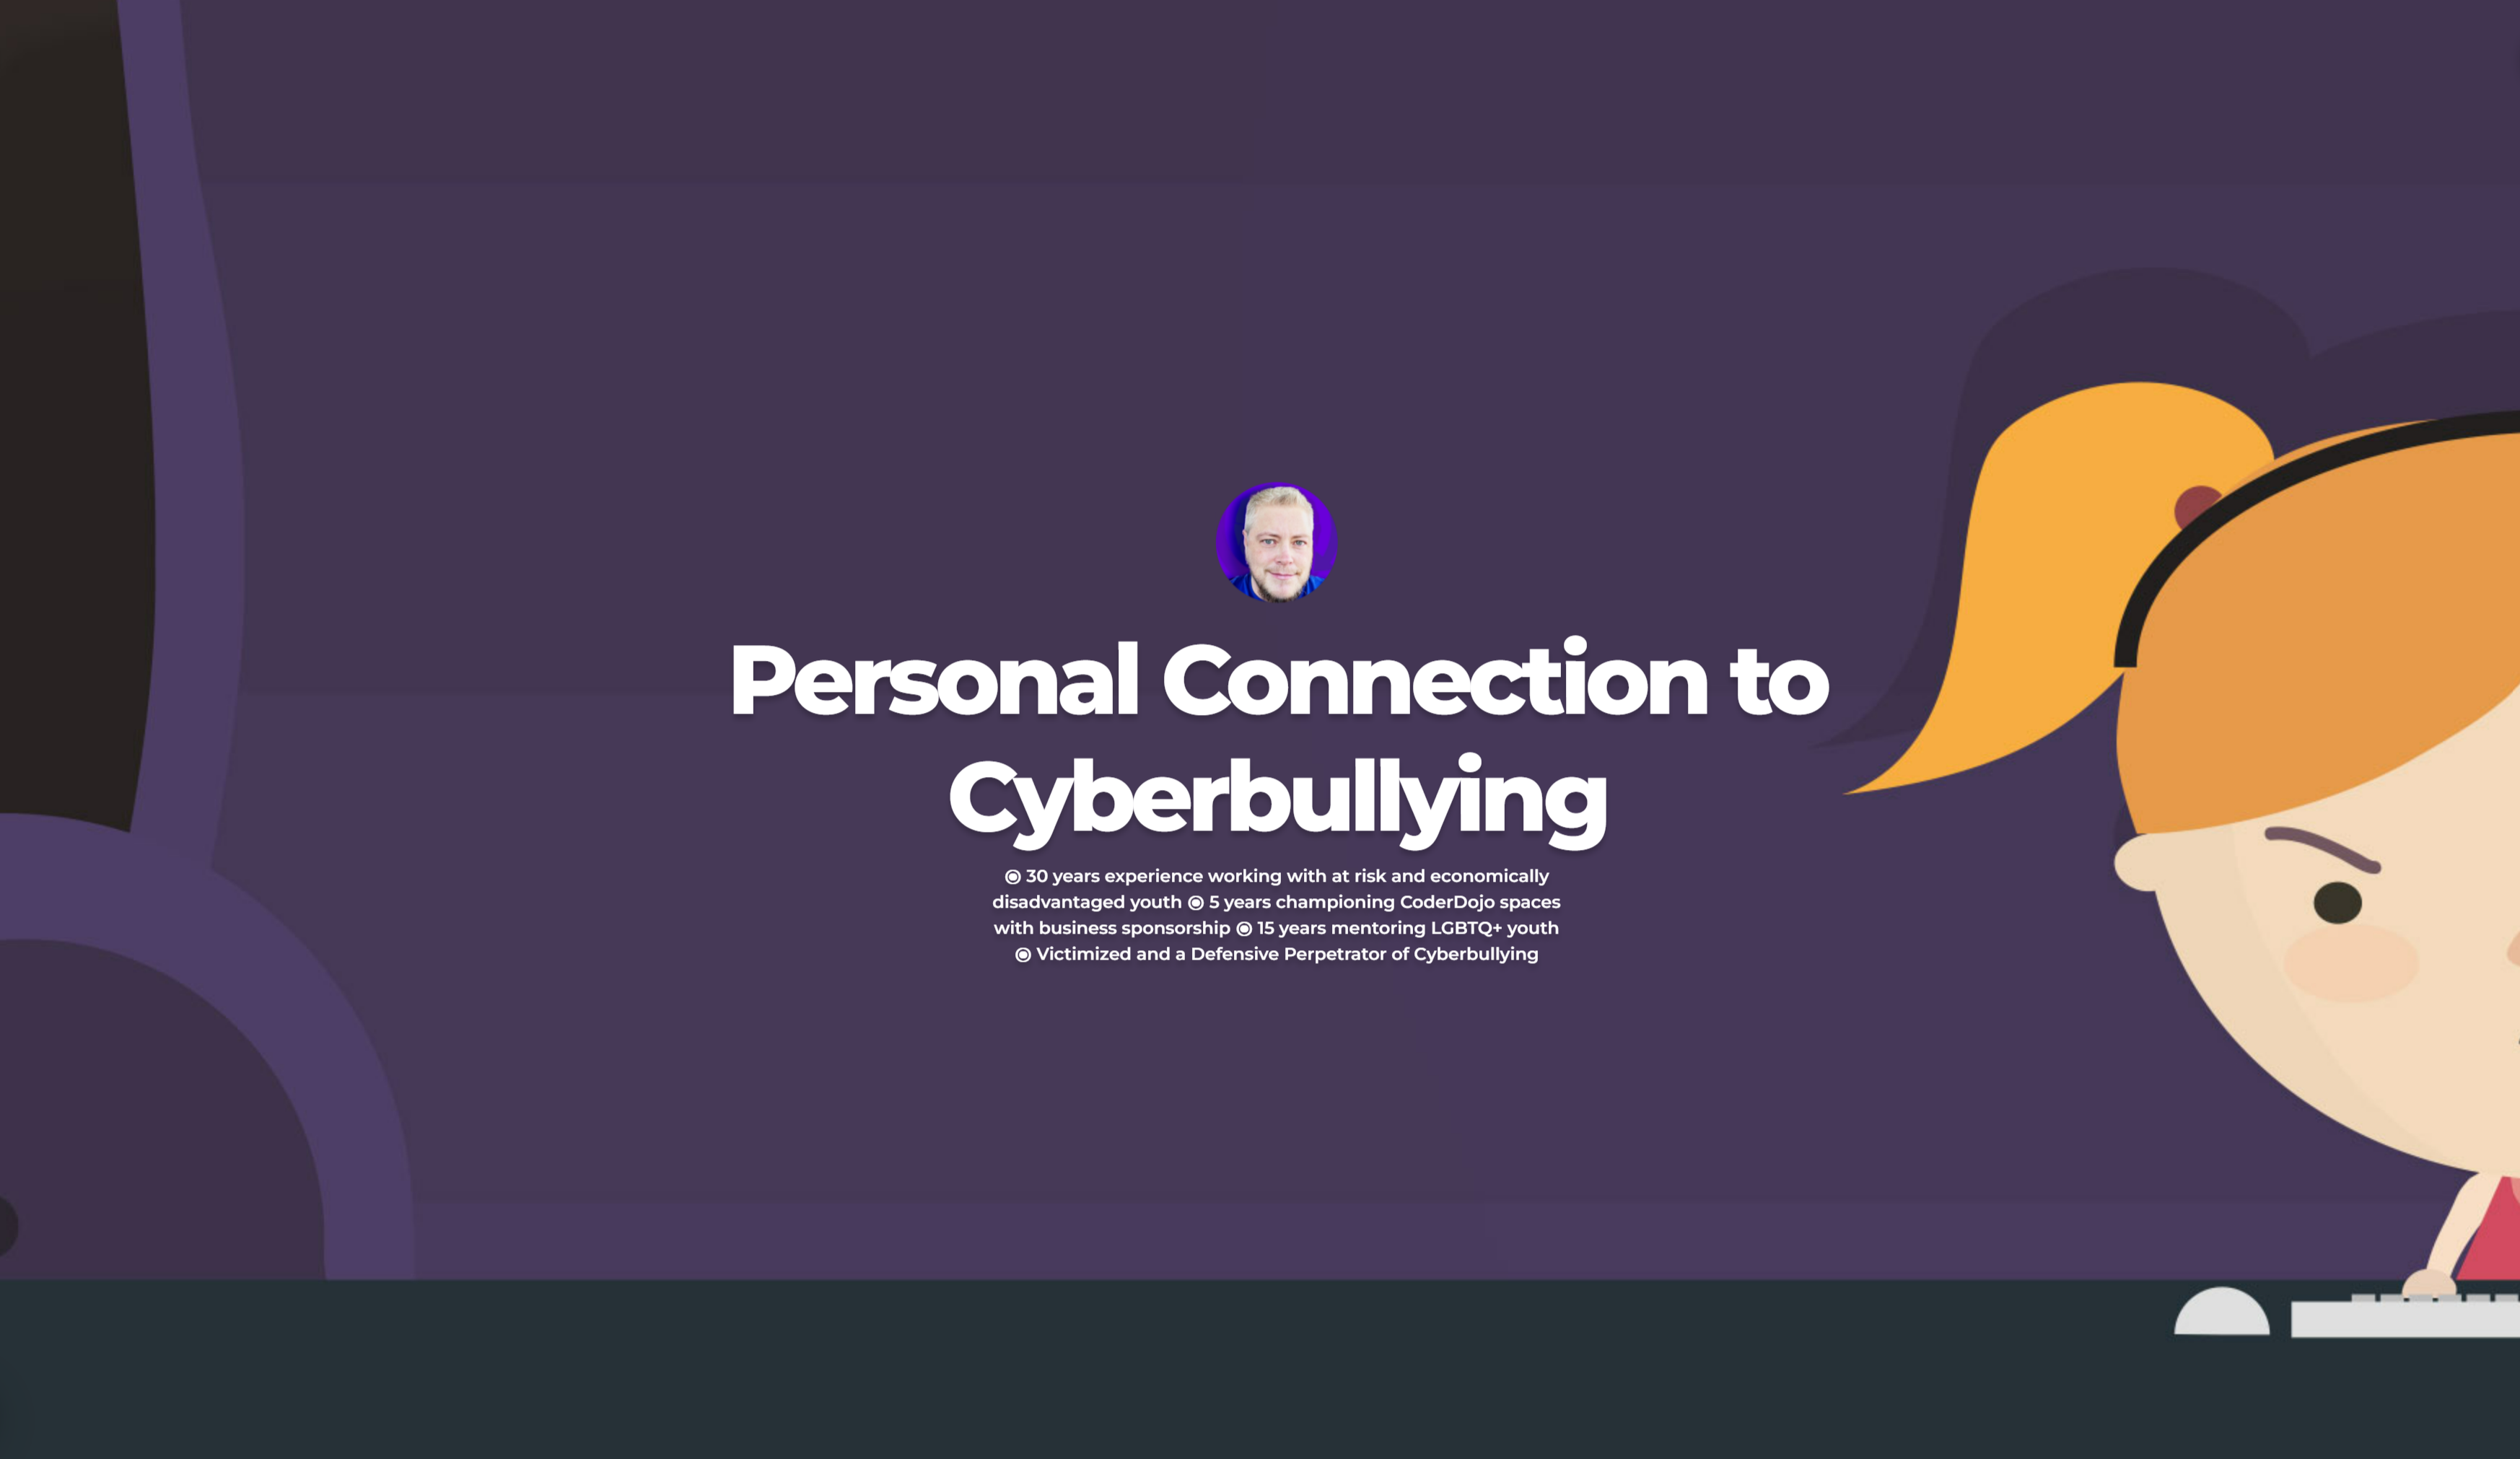 Personal Connection to
Cyberbullying
◉ 30 years experience working with at risk and economically
disadvantaged youth ◉ 5 years championing CoderDojo spaces
with business sponsorship ◉ 15 years mentoring LGBTQ+ youth
◉ Victimized and a Defensive Perpetrator of Cyberbullying